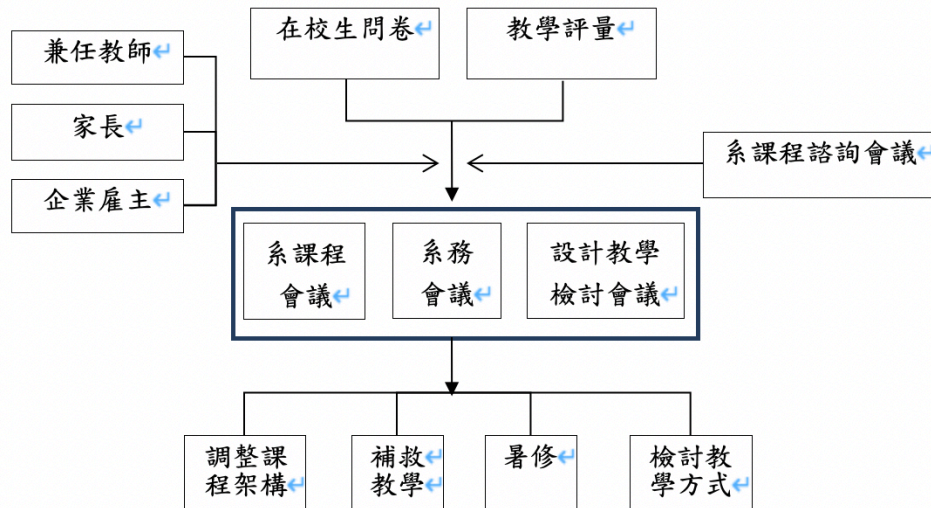 在校生問卷
教學評量
兼任教師
家長
企業雇主
系課程諮詢會議
系課程
會議
系務
會議
設計教學
檢討會議
調整課
程架構
補救
教學
暑修
檢討教
學方式